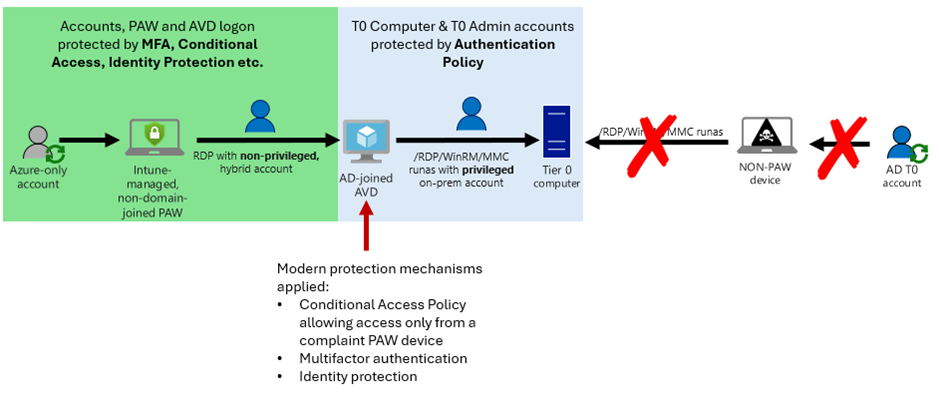 Accounts, PAW and AVD logon
protected by MFA, Conditional
Access, Identity Protection etc.
T0 Computer & T0 Admin accounts
protected by Authentication
Policy
Azure-only
account
Intune-
managed,
non-domain-
joined PAW
RDP with non-privileged,
hybrid account
AD-joined
AVD
/RDP/WinRM/MMC
runas with privileged
on-prem account
Tier 0
computer
/RDP/Win /MMC runas
NON-PAW
device
AD T0
account
Modern protection mechanisms
applied:
• Conditional Access Policy
allowing access only from a
complaint PAW device
• Multifactor authentication
• Identity protection